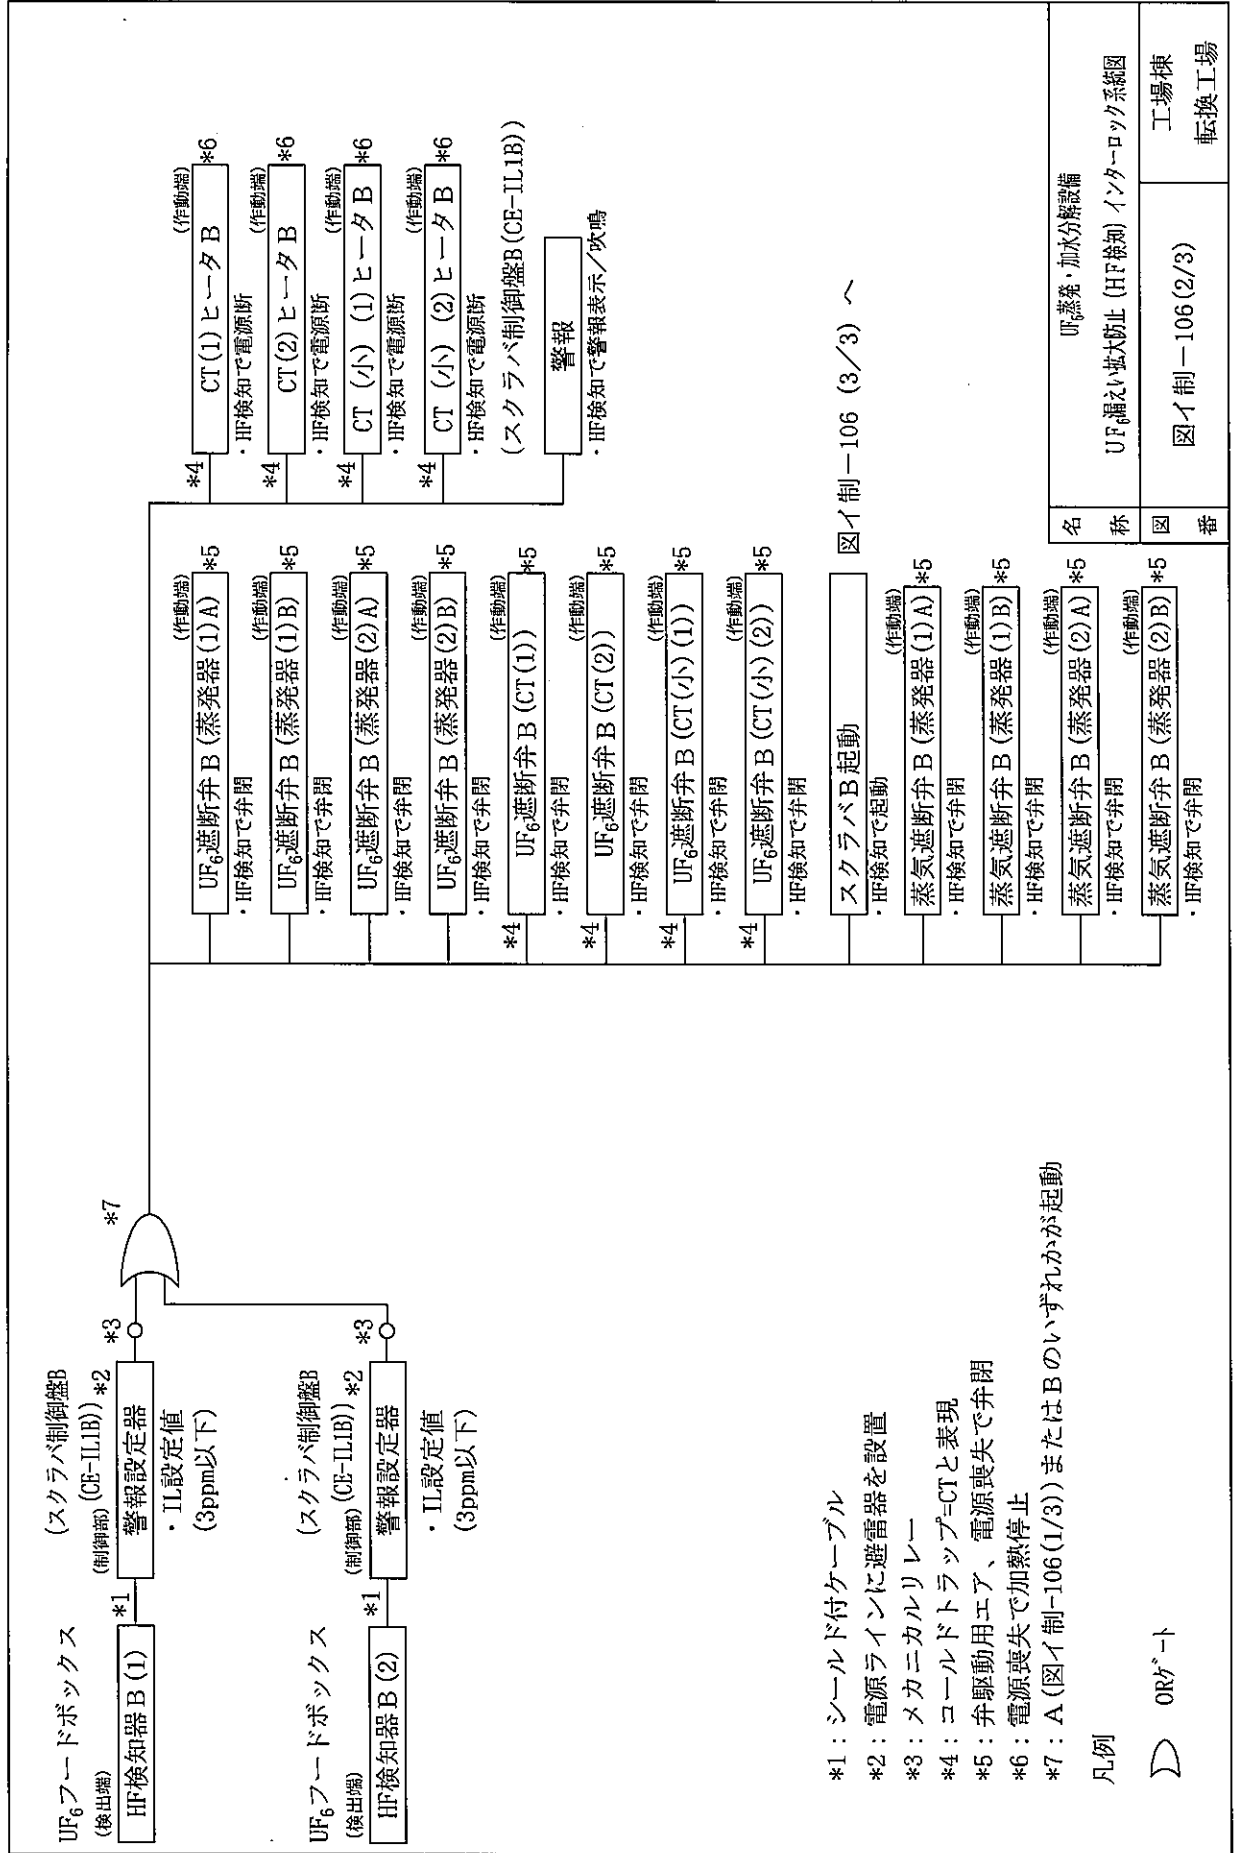 UF₆フードボックス
(検出端)
HF検知器B(1)
*1
(スクラバ制御盤B
(制御部)(CE-IL1B))*2
警報設定器
・IL設定値
(3ppm以下)
*3
UF₆フードボックス
(検出端)
HF検知器B(2)
*1
(スクラバ制御盤B
(制御部)(CE-IL1B))*2
警報設定器
・IL設定値
(3ppm以下)
*3
*7
(作動端)
UF₆遮断弁B(蒸発器(1)A) *5
・HF検知で弁閉
(作動端)
UF₆遮断弁B(蒸発器(1)B) *5
・HF検知で弁閉
(作動端)
UF₆遮断弁B(蒸発器(2)A) *5
・HF検知で弁閉
(作動端)
UF₆遮断弁B(蒸発器(2)B) *5
・HF検知で弁閉
(作動端)
*4 UF₆遮断弁B(CT(1)) *5
・HF検知で弁閉
(作動端)
*4 UF₆遮断弁B(CT(2)) *5
・HF検知で弁閉
(作動端)
*4 UF₆遮断弁B(CT(小)(1)) *5
・HF検知で弁閉
(作動端)
*4 UF₆遮断弁B(CT(小)(2)) *5
・HF検知で弁閉
スクラバB起動 図イ制－106 (3/3) へ
・HF検知で起動
(作動端)
蒸気遮断弁B(蒸発器(1)A) *5
・HF検知で弁閉
(作動端)
蒸気遮断弁B(蒸発器(1)B) *5
・HF検知で弁閉
(作動端)
蒸気遮断弁B(蒸発器(2)A) *5
・HF検知で弁閉
(作動端)
蒸気遮断弁B(蒸発器(2)B) *5
・HF検知で弁閉
(作動端)
*4 CT(1)ヒータB *6
・HF検知で電源断
(作動端)
*4 CT(2)ヒータB *6
・HF検知で電源断
(作動端)
*4 CT (小) (1)ヒータB *6
・HF検知で電源断
(作動端)
*4 CT (小) (2)ヒータB *6
・HF検知で電源断
(スクラバ制御盤B(CE-IL1B))
警報
・HF検知で警報表示／吹鳴
*1：シールド付ケーブル
*2：電源ラインに避雷器を設置
*3：メカニカルリレー
*4：コールドトラップ=CTと表現
*5：弁駆動用エア、電源喪失で弁閉
*6：電源喪失で加熱停止
*7：A(図イ制-106(1/3))またはBのいずれかが起動
凡例
ORｹﾞｰﾄ
名称
UF₆蒸発・加水分解設備
UF₆漏えい拡大防止 (HF検知) インターロック系統図
図番
図イ制－106(2/3)
工場棟
転換工場